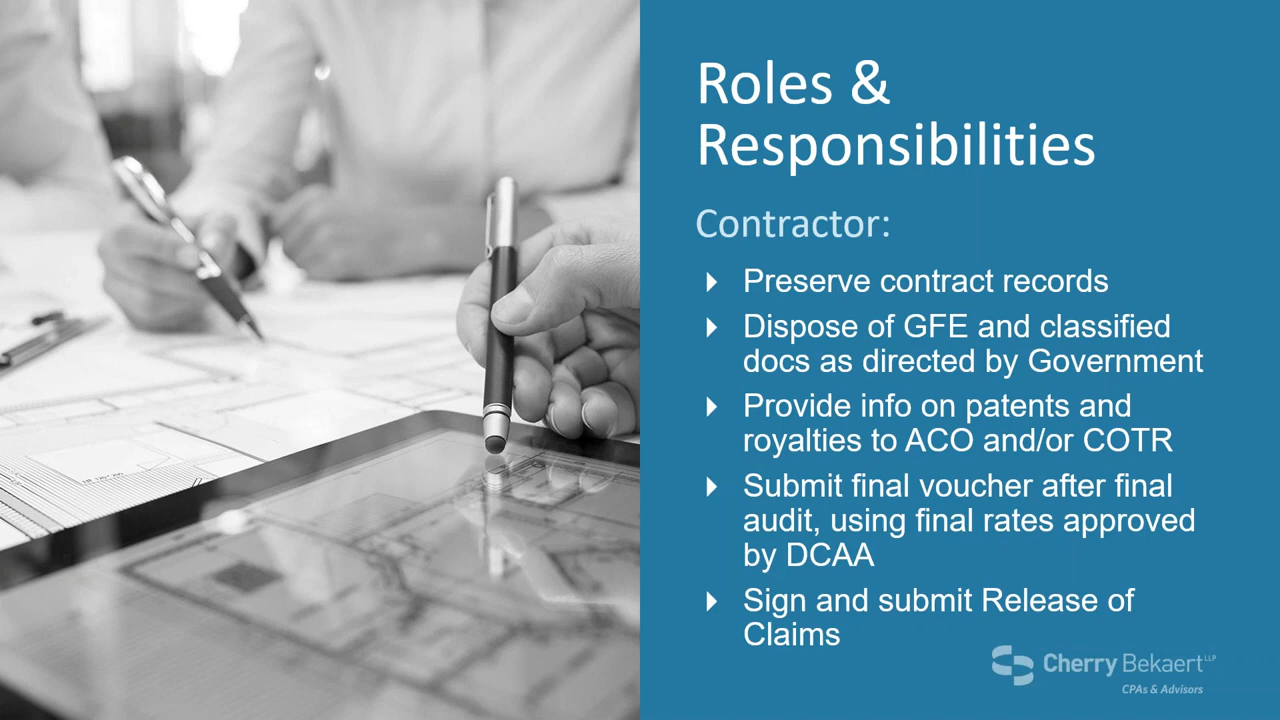 Roles &
Responsibilities
Contractor:
Preserve contract records
Dispose of GFE and classified
docs as directed by Government
Provide info on patents and
royalties to ACO and/or COTR
Submit final voucher after final
audit, using final rates approved
by DCAA
Sign and submit Release of
Claims
Cherry Bekaert LLP
CPAs & Advisors